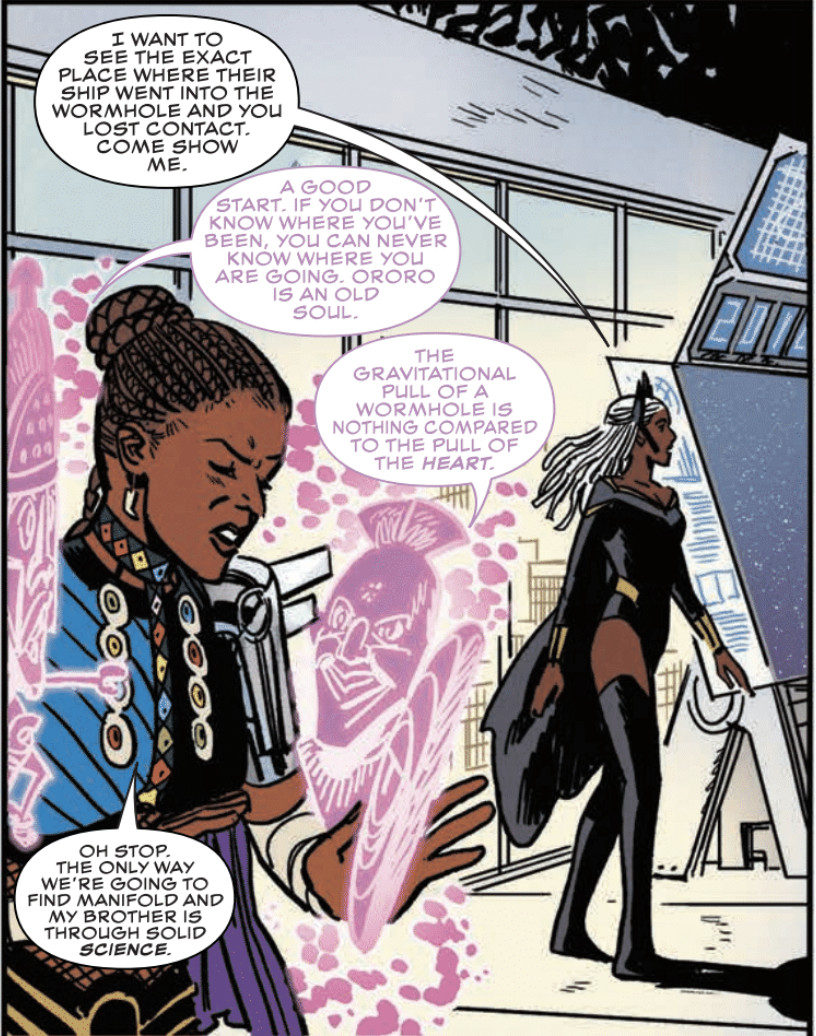 I WANT TO
SEE THE EXACT
PLACE WHERE THEIR
SHIP WENT INTO THE
WORMHOLE AND YOU
LOST CONTACT.
COME SHOW
ME.
A GOOD
START. IF YOU DON'T
KNOW WHERE YOU'VE
BEEN, YOU CAN NEVER
KNOW WHERE YOU
ARE GOING. ORORO
IS AN OLD
SOUL.
THE
GRAVITATIONAL
PULL OF A
WORMHOLE IS
NOTHING COMPARED
TO THE PULL OF
THE HEART.
OH STOP.
THE ONLY WAY
WE'RE GOING TO
FIND MANIFOLD AND
MY BROTHER IS
THROUGH SOLID
SCIENCE.